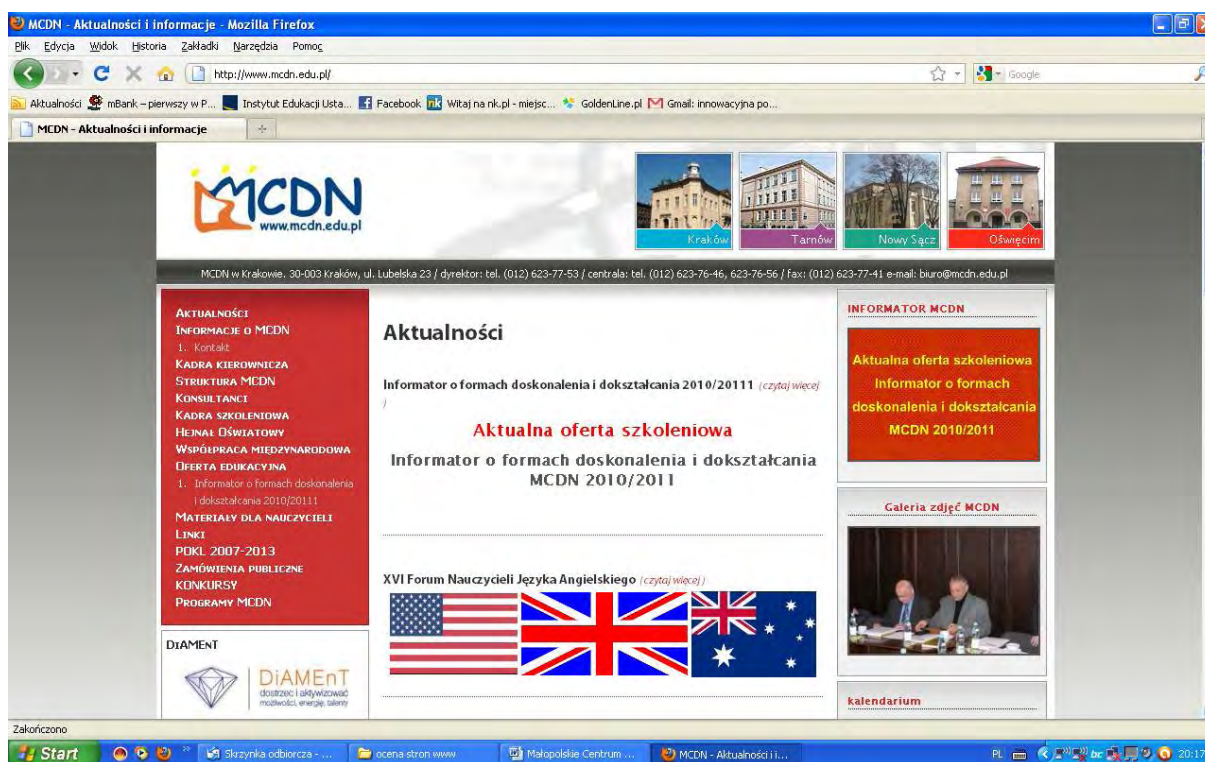 MCDN - Aktualności i informacje - Mozilla Firefox
Plik Edycja Widok Historia Zakładki Narzędzia Pomoc
http://www.mcdn.edu.pl/
Google
Aktualności mBank – pierwszy w P... Instytut Edukacji Usta... Facebook nk Witaj na nk.pl - miejsc... GoldenLine.pl Gmail: innowacyjna po...
MCDN - Aktualności i informacje
MCDN
www.mcdn.edu.pl
Kraków Tarnów Nowy Sącz Oświęcim
MCDN w Krakowie. 30-003 Kraków, ul. Lubelska 23 / dyrektor: tel. (012) 623-77-53 / centrala: tel. (012) 623-76-46, 623-76-56 / fax: (012) 623-77-41 e-mail: biuro@mcdn.edu.pl
Aktualności
Informacje o MCDN
1. Kontakt
Kadra kierownicza
Struktura MCDN
Konsultanci
Kadra szkoleniowa
Hejnał Oświatowy
Współpraca międzynarodowa
Oferta edukacyjna
1. Informator o formach doskonalenia
i dokształcania 2010/20111
Materiały dla nauczycieli
Linki
POKL 2007-2013
Zamówienia publiczne
KONKURSY
Programy MCDN
DiAMEnT
DiAMEnT
dostrzec i aktywizować
możliwości, energię, talenty
Aktualności
Informator o formach doskonalenia i dokształcania 2010/20111 (czytaj więcej
)
Aktualna oferta szkoleniowa
Informator o formach doskonalenia i dokształcania
MCDN 2010/2011
XVI Forum Nauczycieli Języka Angielskiego (czytaj więcej)
INFORMATOR MCDN
Aktualna oferta szkoleniowa
Informator o formach
doskonalenia i dokształcania
MCDN 2010/2011
Galeria zdjęć MCDN
kalendarium
Zakończono
Start Skrzynka odbiorcza - ... ocena stron www Małopolskie Centrum ... MCDN - Aktualności i i... PL bc 20:17